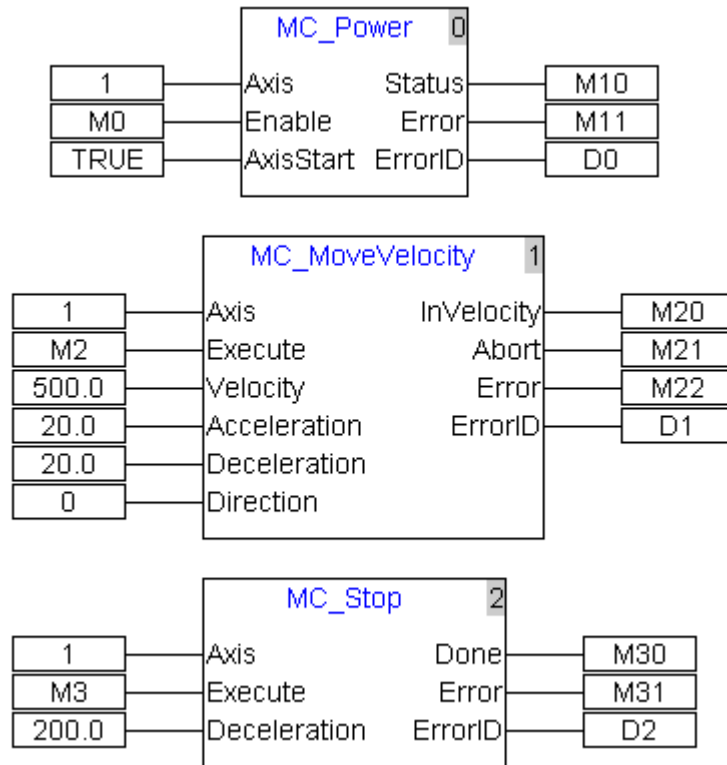 MC_Power 0
1 Axis Status M10
M0 Enable Error M11
TRUE AxisStart ErrorID D0
MC_MoveVelocity 1
1 Axis InVelocity M20
M2 Execute Abort M21
500.0 Velocity Error M22
20.0 Acceleration ErrorID D1
20.0 Deceleration
0 Direction
MC_Stop 2
1 Axis Done M30
M3 Execute Error M31
200.0 Deceleration ErrorID D2